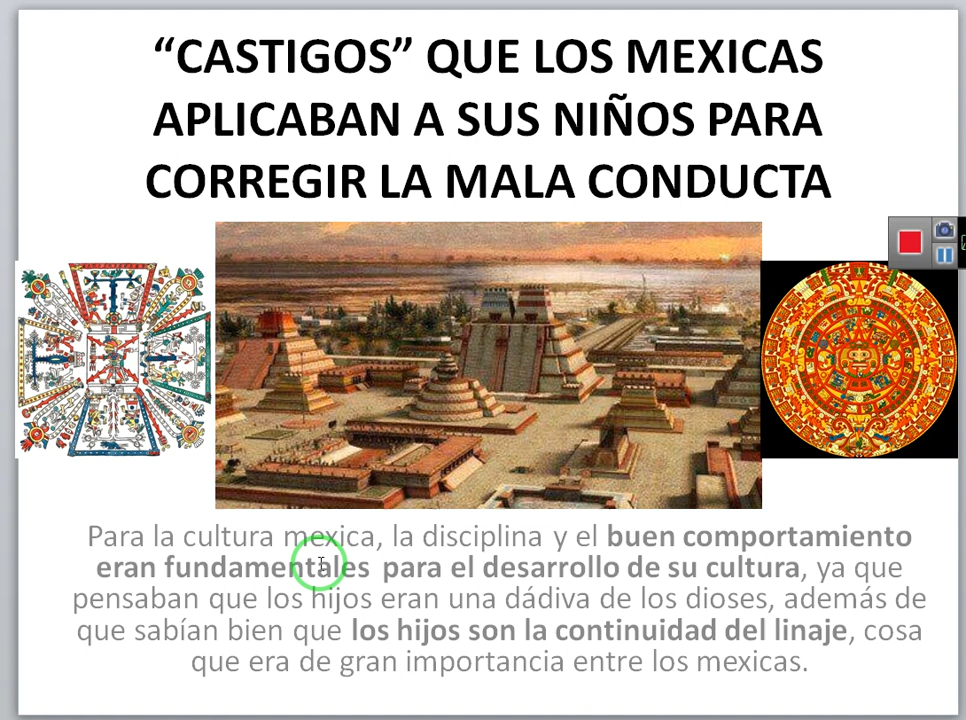 “CASTIGOS” QUE LOS MEXICAS
APLICABAN A SUS NIÑOS PARA
CORREGIR LA MALA CONDUCTA
Para la cultura mexica, la disciplina y el buen comportamiento
eran fundamentales para el desarrollo de su cultura, ya que
pensaban que los hijos eran una dádiva de los dioses, además de
que sabían bien que los hijos son la continuidad del linaje, cosa
que era de gran importancia entre los mexicas.